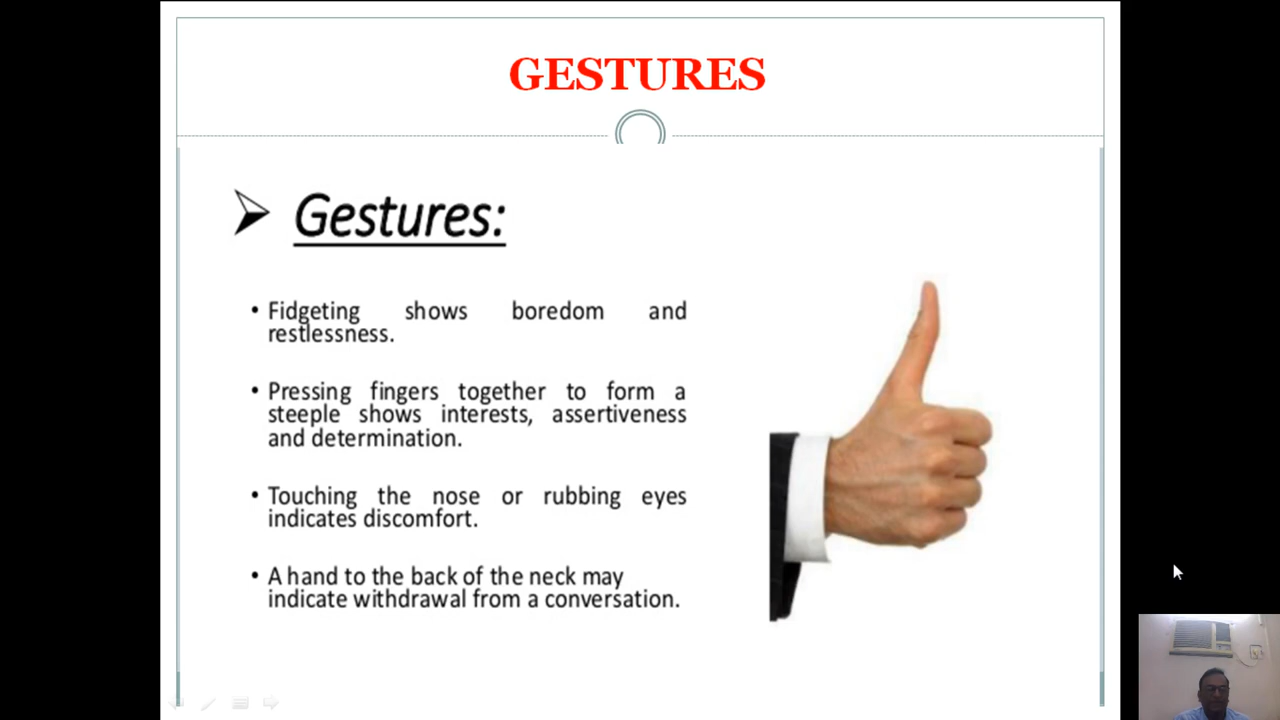 GESTURES
Gestures:
• Fidgeting shows boredom and
restlessness.
• Pressing fingers together to form a
steeple shows interests, assertiveness
and determination.
• Touching the nose or rubbing eyes
indicates discomfort.
• A hand to the back of the neck may
indicate withdrawal from a conversation.